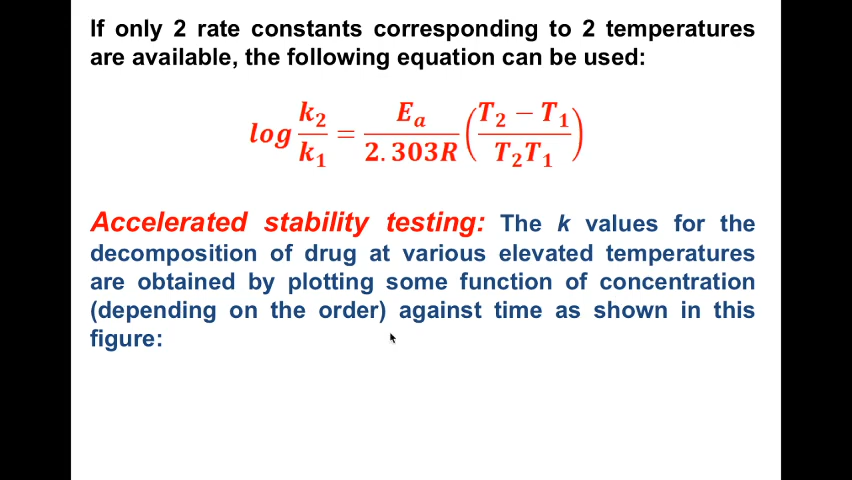 If only 2 rate constants corresponding to 2 temperatures
are available, the following equation can be used:
log k₂/k₁ = Eₐ/2.303R (T₂ − T₁/T₂T₁)
Accelerated stability testing: The k values for the
decomposition of drug at various elevated temperatures
are obtained by plotting some function of concentration
(depending on the order) against time as shown in this
figure: